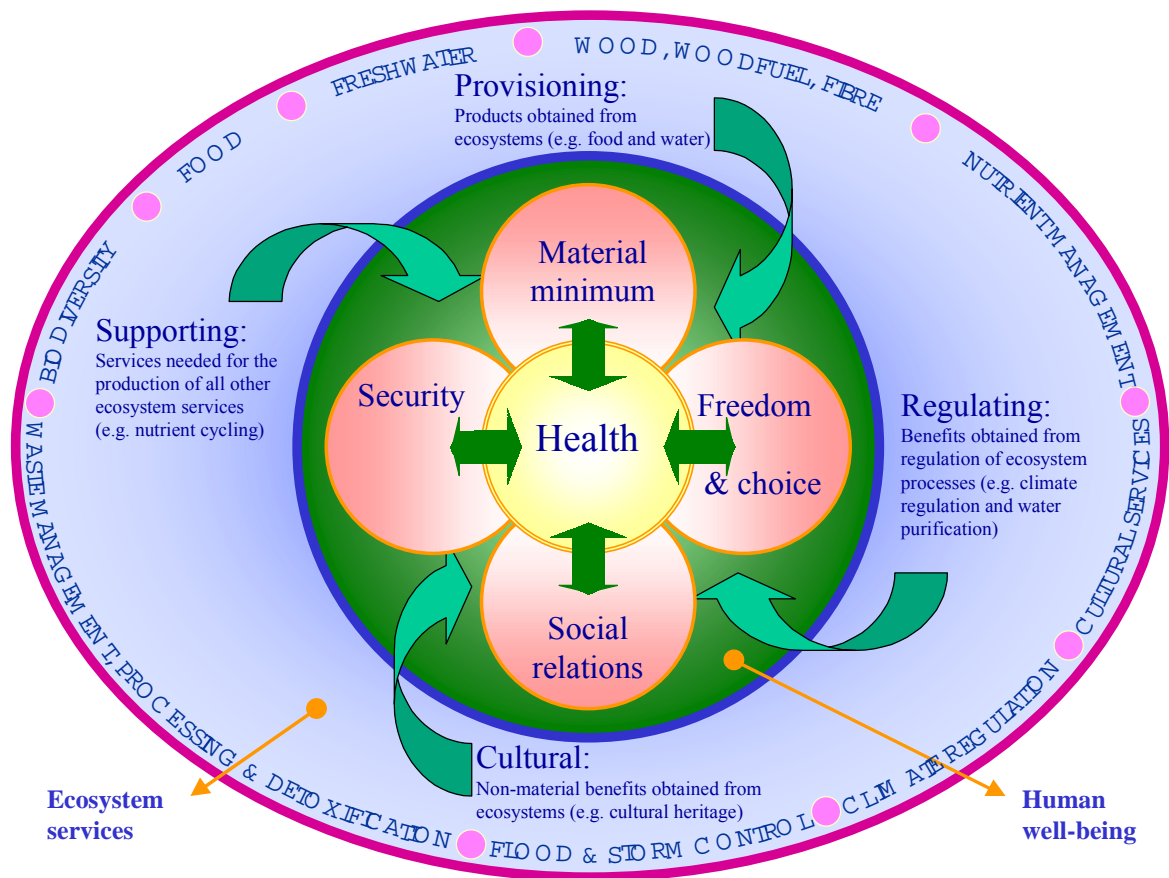 FRESHWATER
WOOD, WOODFUEL, FIBRE
FOOD
NUTRIENT MANAGEMENT
BIODIVERSITY
CULTURAL SERVICES
WASTE MANAGEMENT, PROCESSING & DETOXIFICATION
FLOOD & STORM CONTROL
CLIMATE REGULATION
Provisioning:
Products obtained from
ecosystems (e.g. food and water)
Supporting:
Services needed for the
production of all other
ecosystem services
(e.g. nutrient cycling)
Material
minimum
Security
Health
Freedom
& choice
Social
relations
Regulating:
Benefits obtained from
regulation of ecosystem
processes (e.g. climate
regulation and water
purification)
Cultural:
Non-material benefits obtained from
ecosystems (e.g. cultural heritage)
Ecosystem
services
Human
well-being